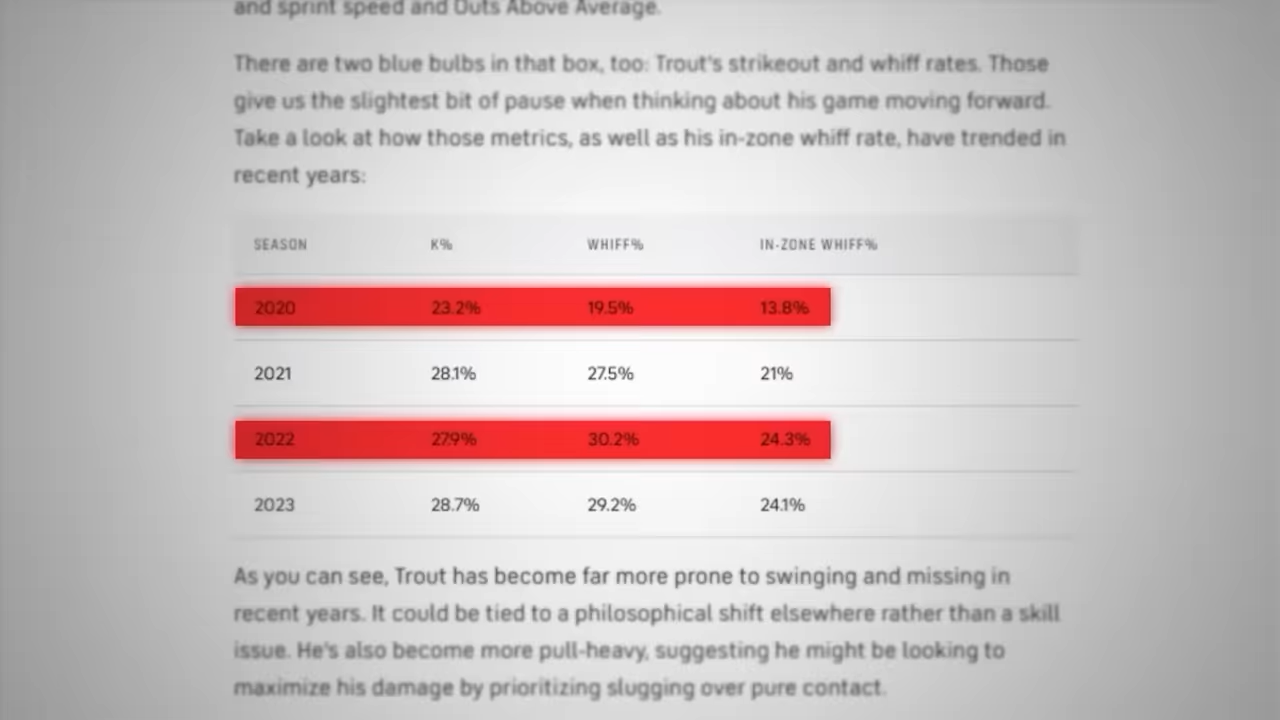 and sprint speed and Outs Above Average.
There are two blue bulbs in that box, too: Trout's strikeout and whiff rates. Those
give us the slightest bit of pause when thinking about his game moving forward.
Take a look at how those metrics, as well as his in-zone whiff rate, have trended in
recent years:
SEASON K% WHIFF% IN-ZONE WHIFF%
2020 23.2% 19.5% 13.8%
2021 28.1% 27.5% 21%
2022 27.9% 30.2% 24.3%
2023 28.7% 29.2% 24.1%
As you can see, Trout has become far more prone to swinging and missing in
recent years. It could be tied to a philosophical shift elsewhere rather than a skill
issue. He's also become more pull-heavy, suggesting he might be looking to
maximize his damage by prioritizing slugging over pure contact.